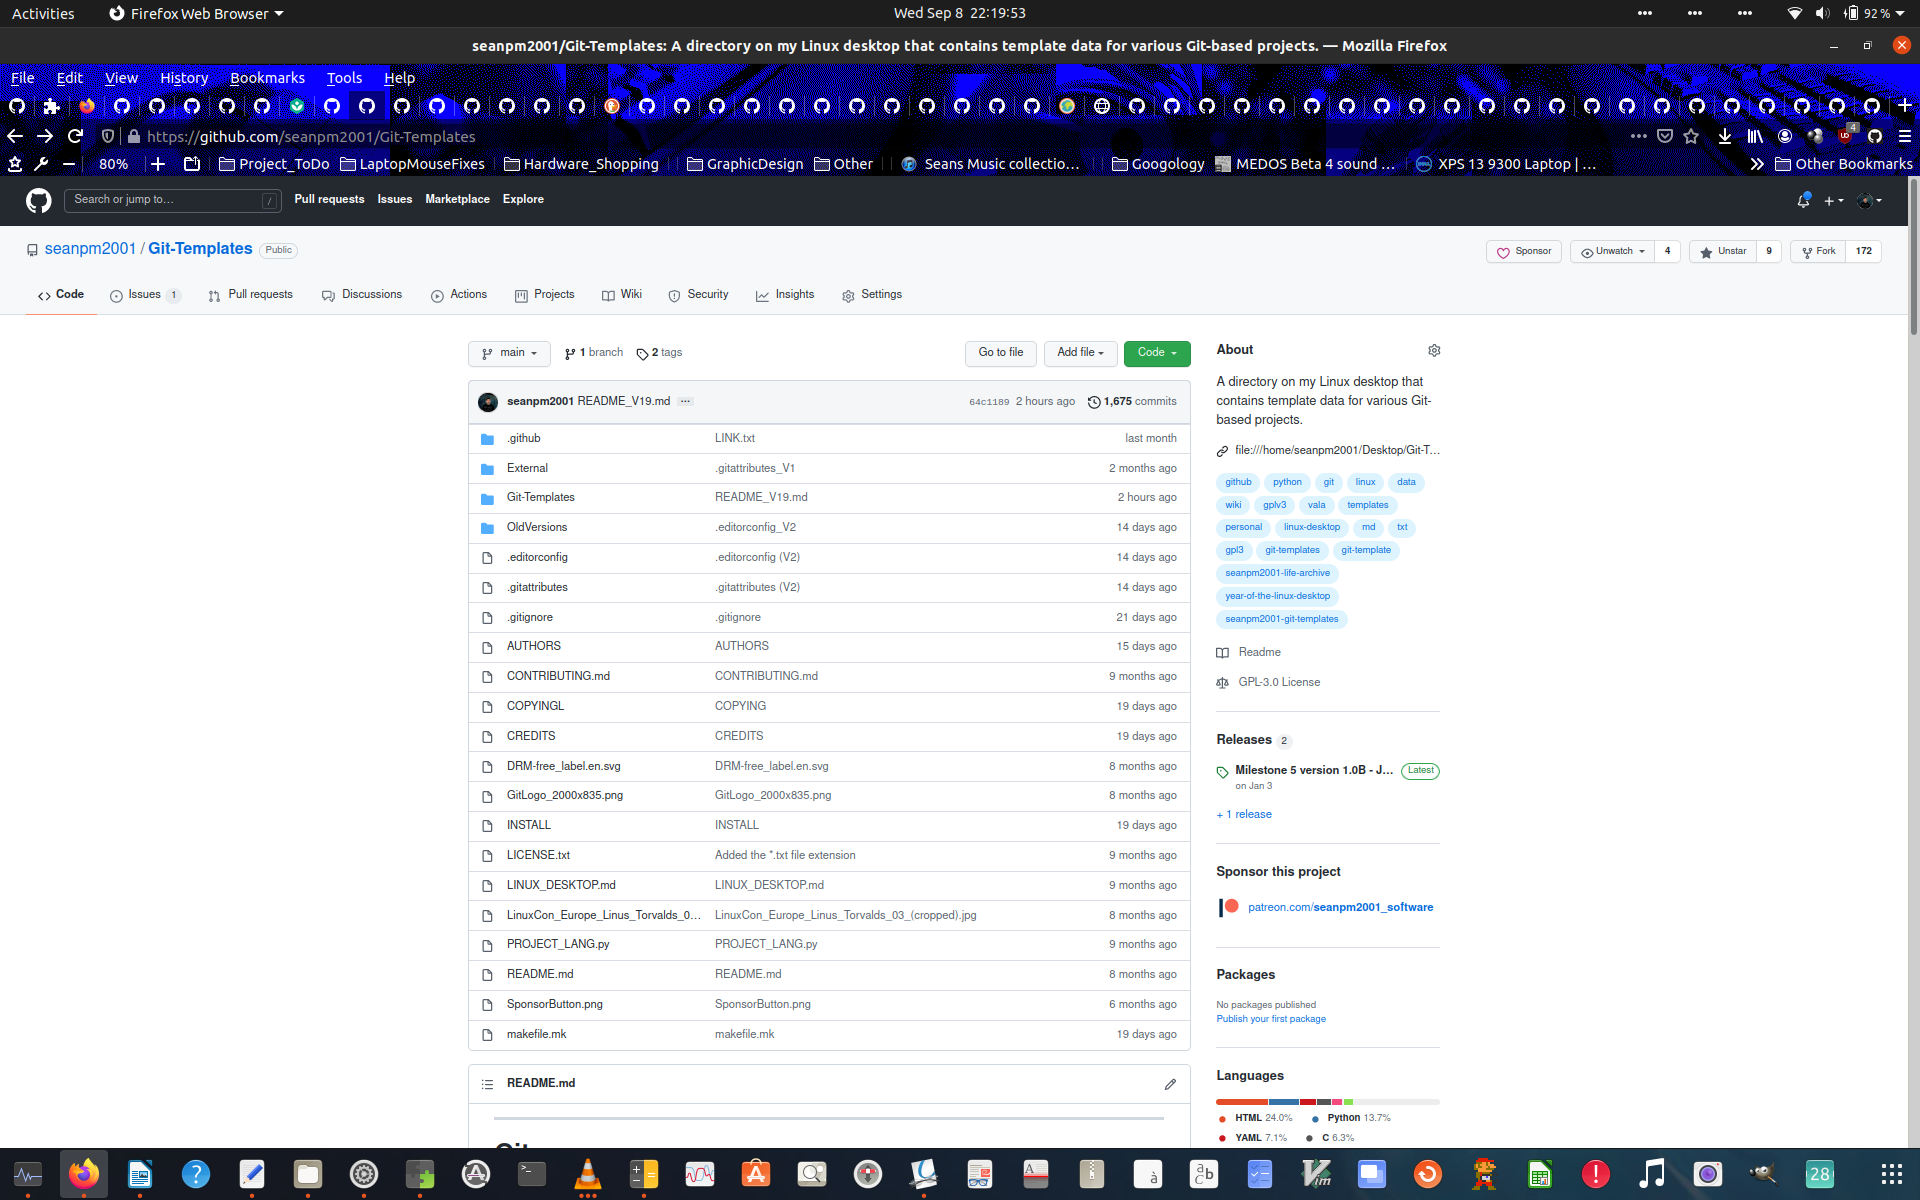 Activities Firefox Web Browser Wed Sep 8 22:19:53 92 %
seanpm2001/Git-Templates: A directory on my Linux desktop that contains template data for various Git-based projects. — Mozilla Firefox
File Edit View History Bookmarks Tools Help
https://github.com/seanpm2001/Git-Templates 4
80% Project_ToDo LaptopMouseFixes Hardware_Shopping GraphicDesign Other Seans Music collectio… Googology MEDOS Beta 4 sound … XPS 13 9300 Laptop | … Other Bookmarks
Search or jump to… / Pull requests Issues Marketplace Explore
seanpm2001 / Git-Templates Public Sponsor Unwatch 4 Unstar 9 Fork 172
Code Issues 1 Pull requests Discussions Actions Projects Wiki Security Insights Settings
main 1 branch 2 tags Go to file Add file Code
seanpm2001 README_V19.md ... 64c1189 2 hours ago 1,675 commits
.github LINK.txt last month
External .gitattributes_V1 2 months ago
Git-Templates README_V19.md 2 hours ago
OldVersions .editorconfig_V2 14 days ago
.editorconfig .editorconfig (V2) 14 days ago
.gitattributes .gitattributes (V2) 14 days ago
.gitignore .gitignore 21 days ago
AUTHORS AUTHORS 15 days ago
CONTRIBUTING.md CONTRIBUTING.md 9 months ago
COPYINGL COPYING 19 days ago
CREDITS CREDITS 19 days ago
DRM-free_label.en.svg DRM-free_label.en.svg 8 months ago
GitLogo_2000x835.png GitLogo_2000x835.png 8 months ago
INSTALL INSTALL 19 days ago
LICENSE.txt Added the *.txt file extension 9 months ago
LINUX_DESKTOP.md LINUX_DESKTOP.md 9 months ago
LinuxCon_Europe_Linus_Torvalds_0… LinuxCon_Europe_Linus_Torvalds_03_(cropped).jpg 8 months ago
PROJECT_LANG.py PROJECT_LANG.py 9 months ago
README.md README.md 8 months ago
SponsorButton.png SponsorButton.png 6 months ago
makefile.mk makefile.mk 19 days ago
README.md
About
A directory on my Linux desktop that
contains template data for various Git-
based projects.
file:///home/seanpm2001/Desktop/Git-T…
github python git linux data
wiki gplv3 vala templates
personal linux-desktop md txt
gpl3 git-templates git-template
seanpm2001-life-archive
year-of-the-linux-desktop
seanpm2001-git-templates
Readme
GPL-3.0 License
Releases 2
Milestone 5 version 1.0B - J… Latest
on Jan 3
+ 1 release
Sponsor this project
patreon.com/seanpm2001_software
Packages
No packages published
Publish your first package
Languages
HTML 24.0% Python 13.7%
YAML 7.1% C 6.3%
28